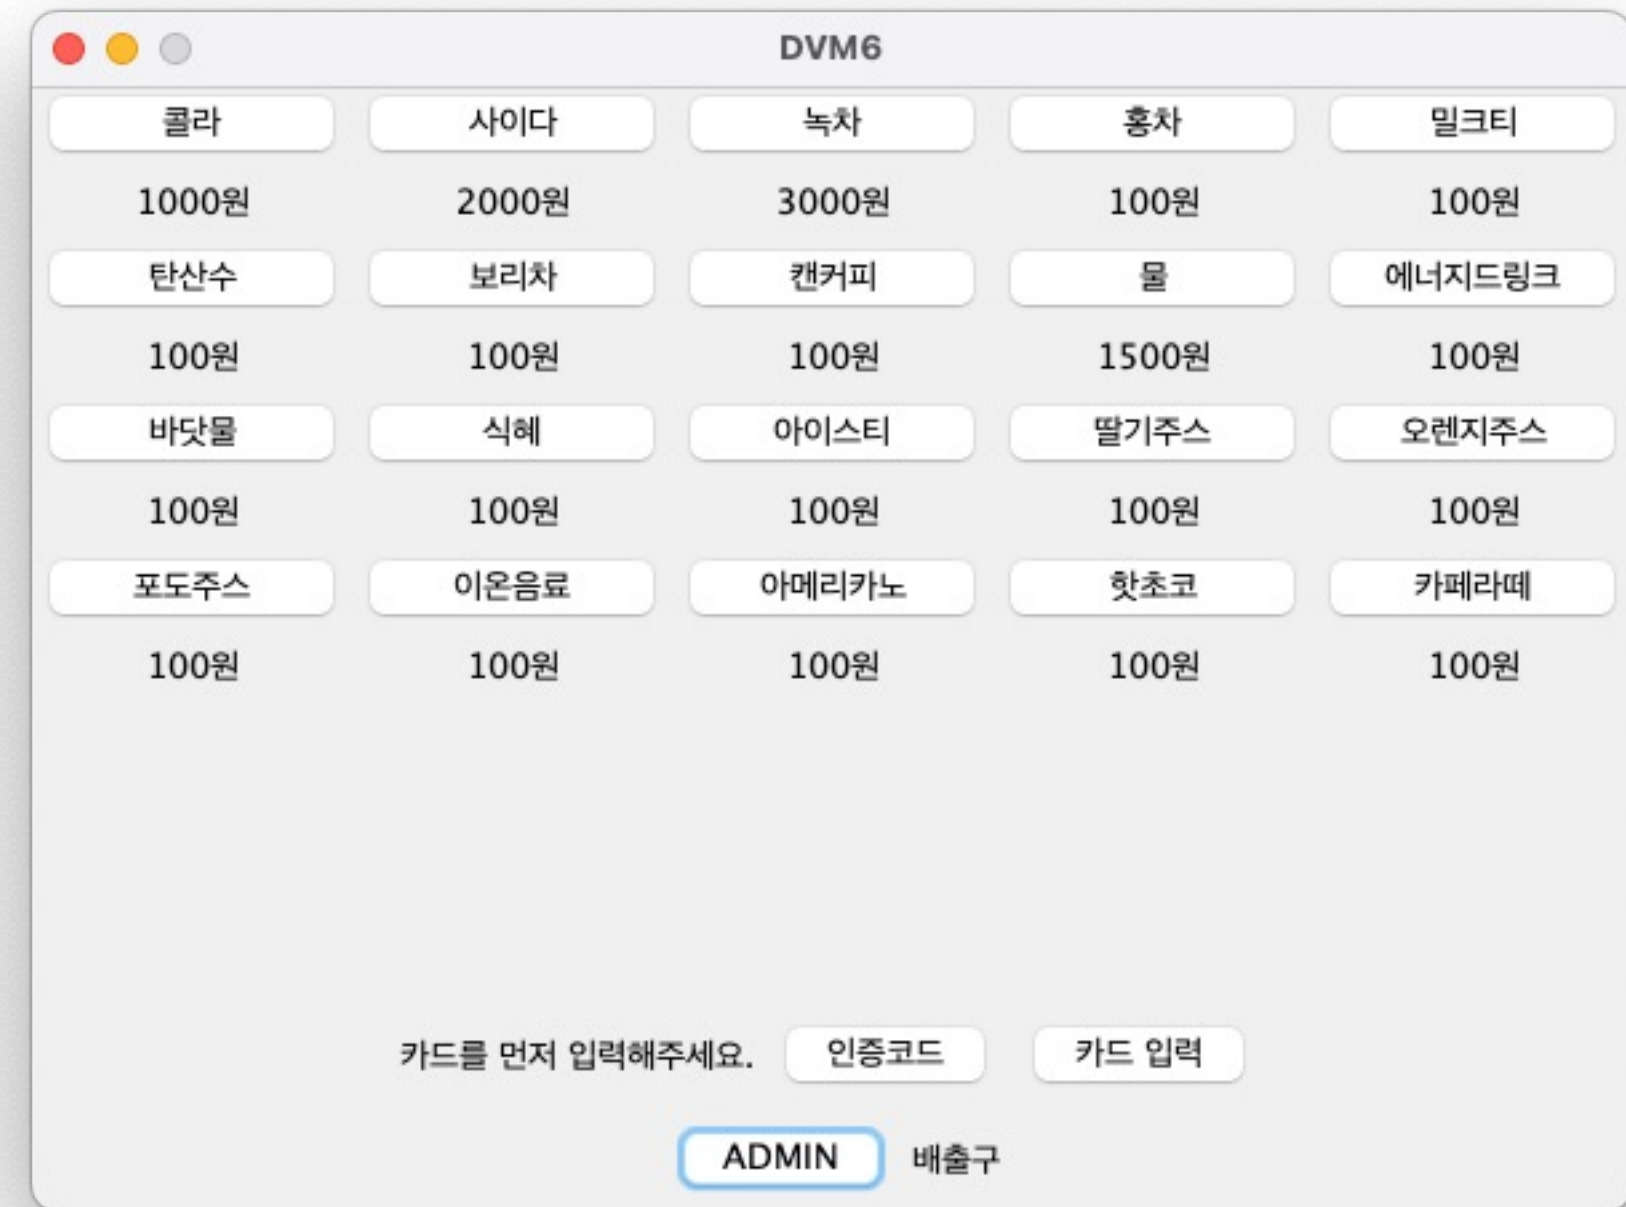 DVM6
콜라 사이다 녹차 홍차 밀크티
1000원 2000원 3000원 100원 100원
탄산수 보리차 캔커피 물 에너지드링크
100원 100원 100원 1500원 100원
바닷물 식혜 아이스티 딸기주스 오렌지주스
100원 100원 100원 100원 100원
포도주스 이온음료 아메리카노 핫초코 카페라떼
100원 100원 100원 100원 100원
카드를 먼저 입력해주세요. 인증코드 카드 입력
ADMIN 배출구